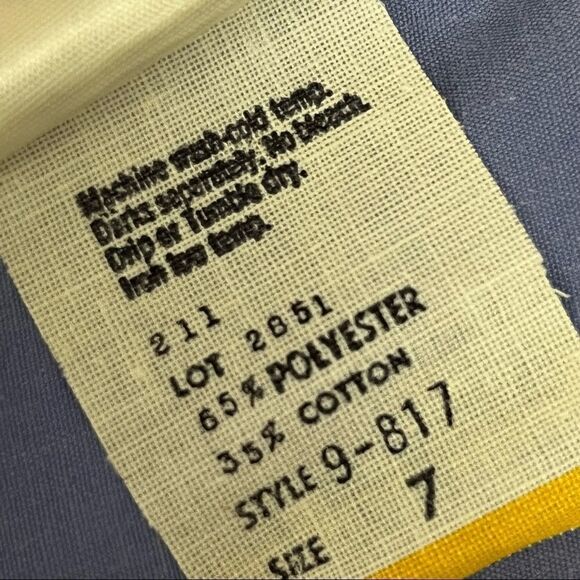 Machine wash-cold temp.
Darks separately. No bleach.
Drip or Tumble dry.
Iron low temp.
211
LOT 2851
65% POLYESTER
35% COTTON
STYLE 9-817
SIZE 7